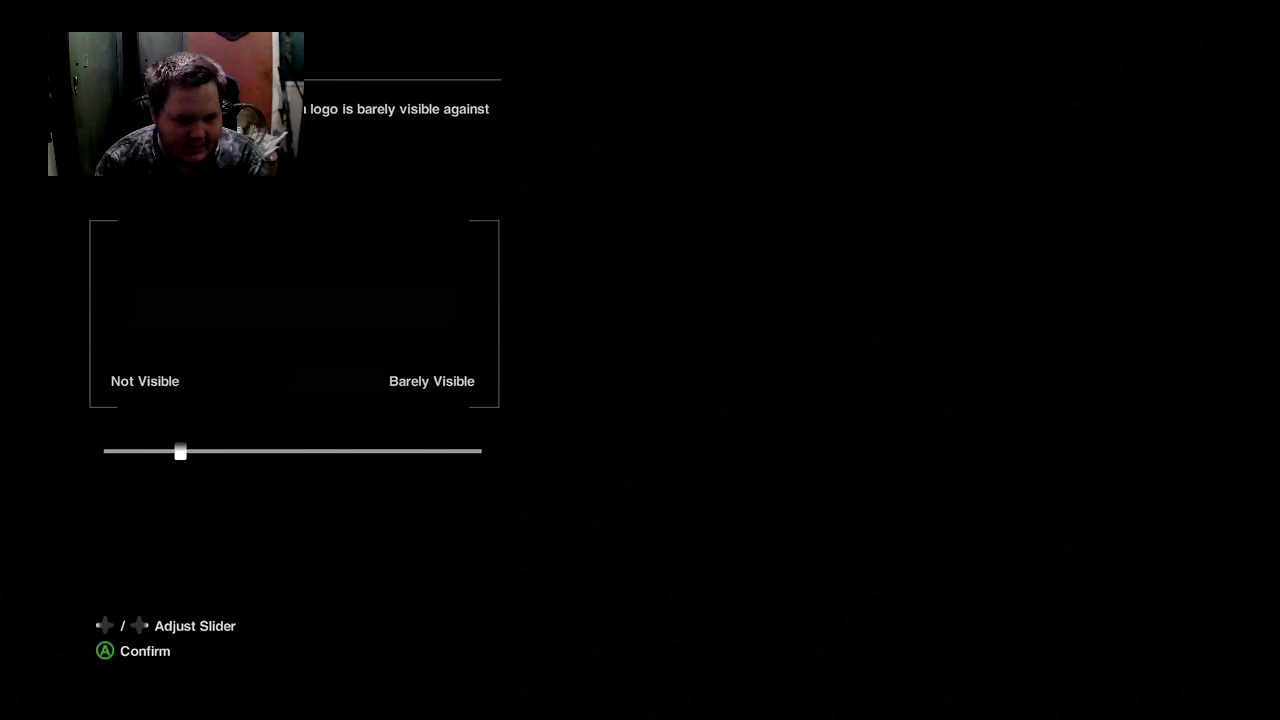 logo is barely visible against
Not Visible Barely Visible
/ Adjust Slider
A Confirm